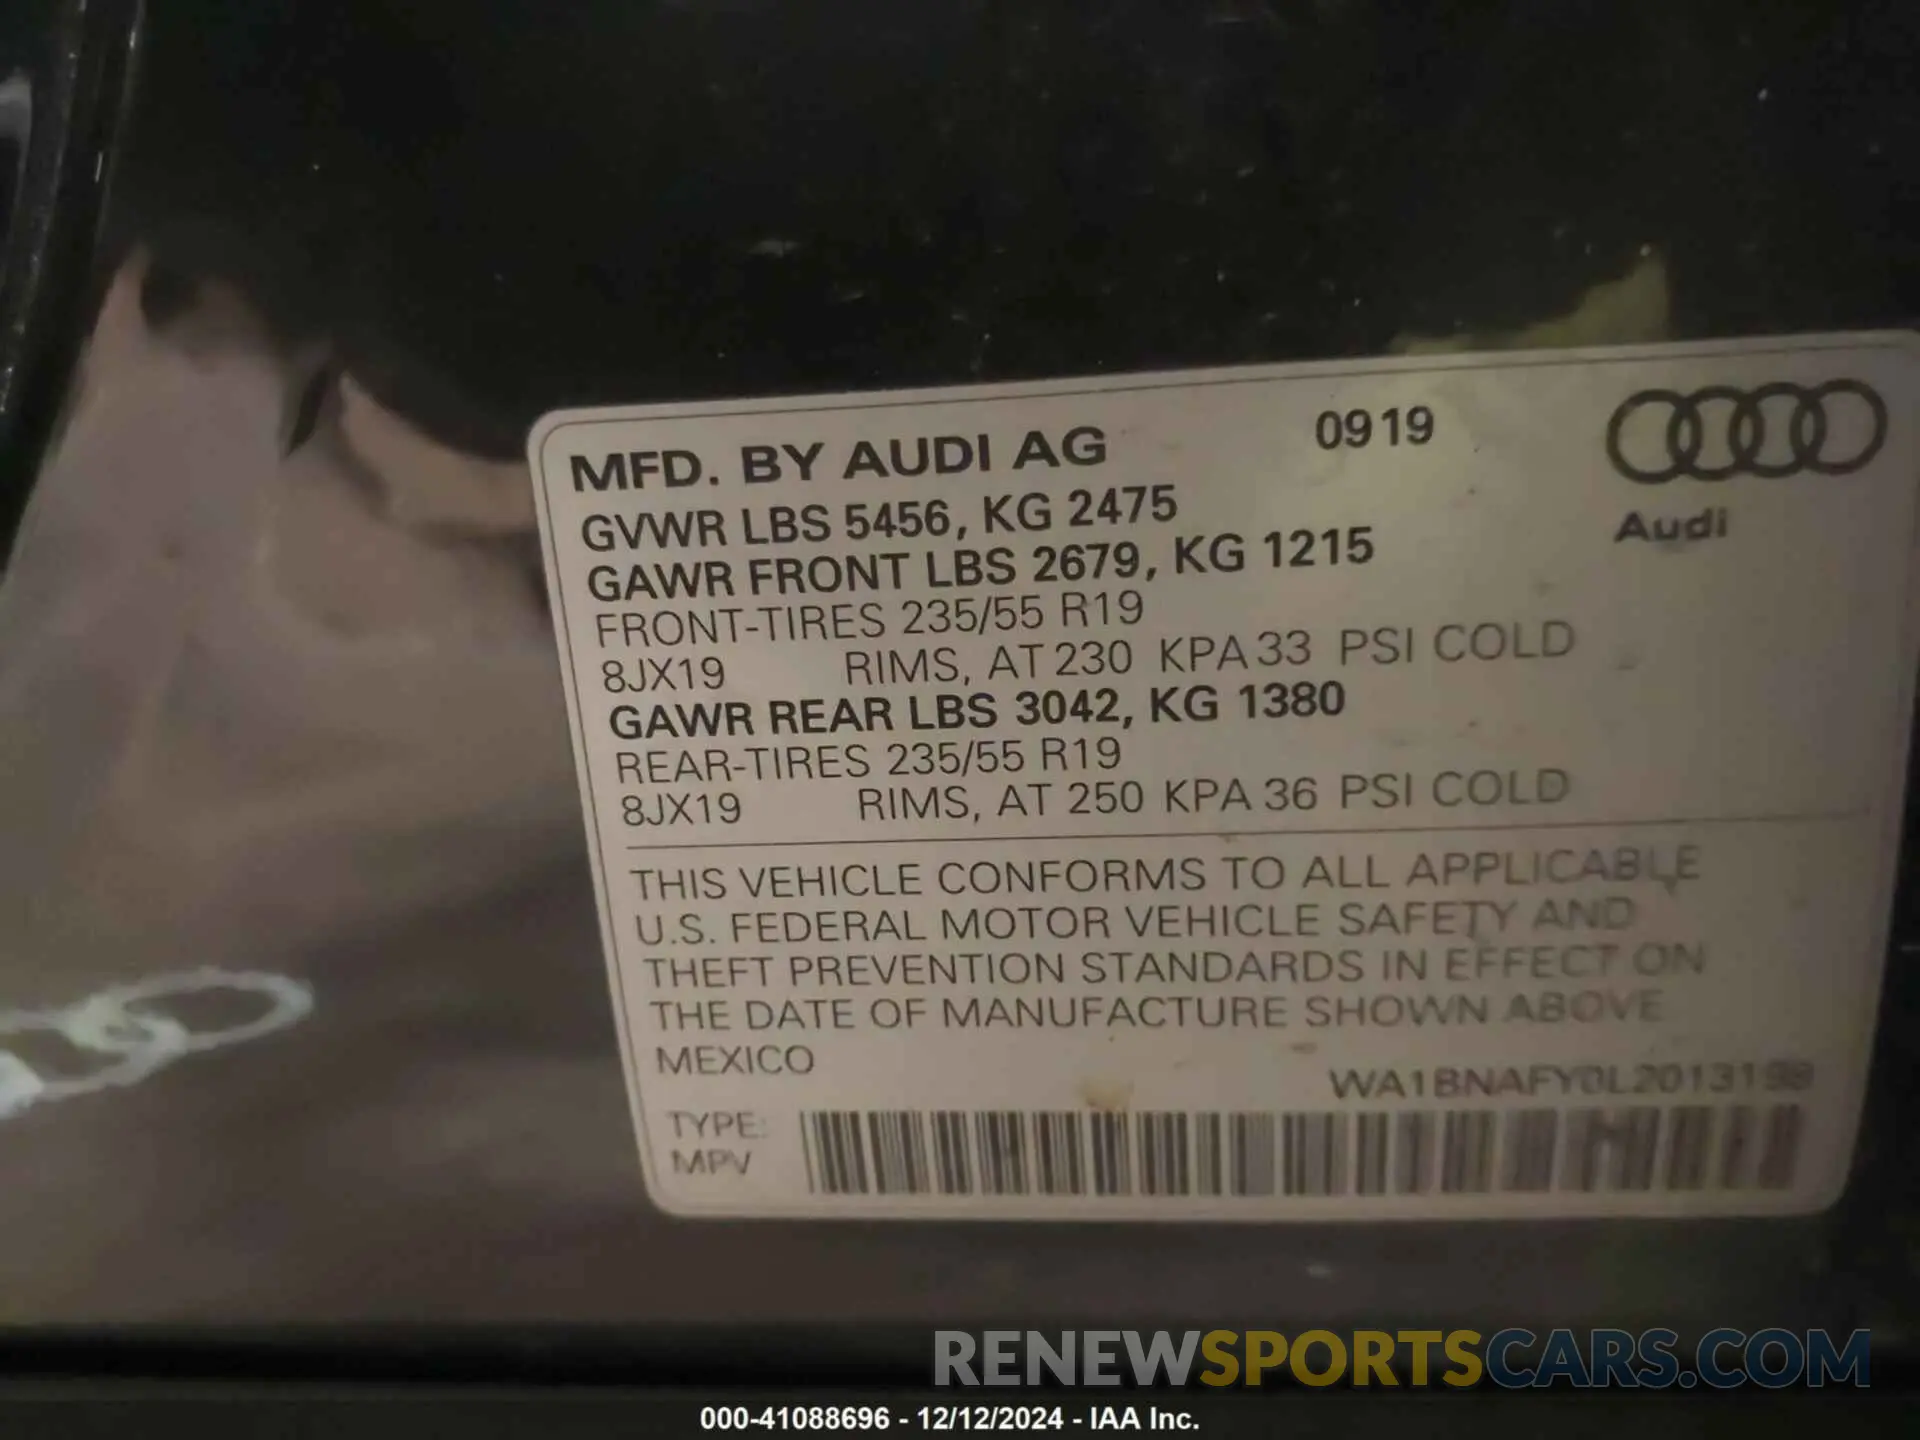 MFD. BY AUDI AG 0919
Audi
GVWR LBS 5456, KG 2475
GAWR FRONT LBS 2679, KG 1215
FRONT-TIRES 235/55 R19
8JX19 RIMS, AT 230 KPA 33 PSI COLD
GAWR REAR LBS 3042, KG 1380
REAR-TIRES 235/55 R19
8JX19 RIMS, AT 250 KPA 36 PSI COLD
THIS VEHICLE CONFORMS TO ALL APPLICABLE
U.S. FEDERAL MOTOR VEHICLE SAFETY AND
THEFT PREVENTION STANDARDS IN EFFECT ON
THE DATE OF MANUFACTURE SHOWN ABOVE
MEXICO
WA1BNAFY0L2013198
TYPE:
MPV
RENEWSPORTSCARS.COM
000-41088696 - 12/12/2024 - IAA Inc.